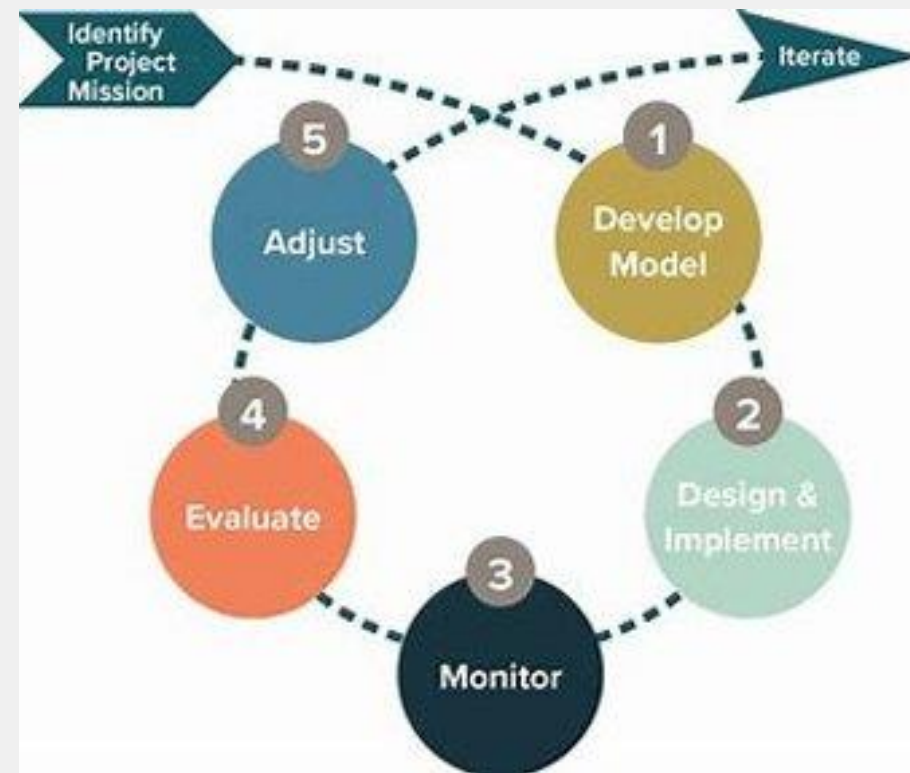 Identify
Project
Mission
Iterate
1
Develop
Model
2
Design &
Implement
3
Monitor
4
Evaluate
5
Adjust